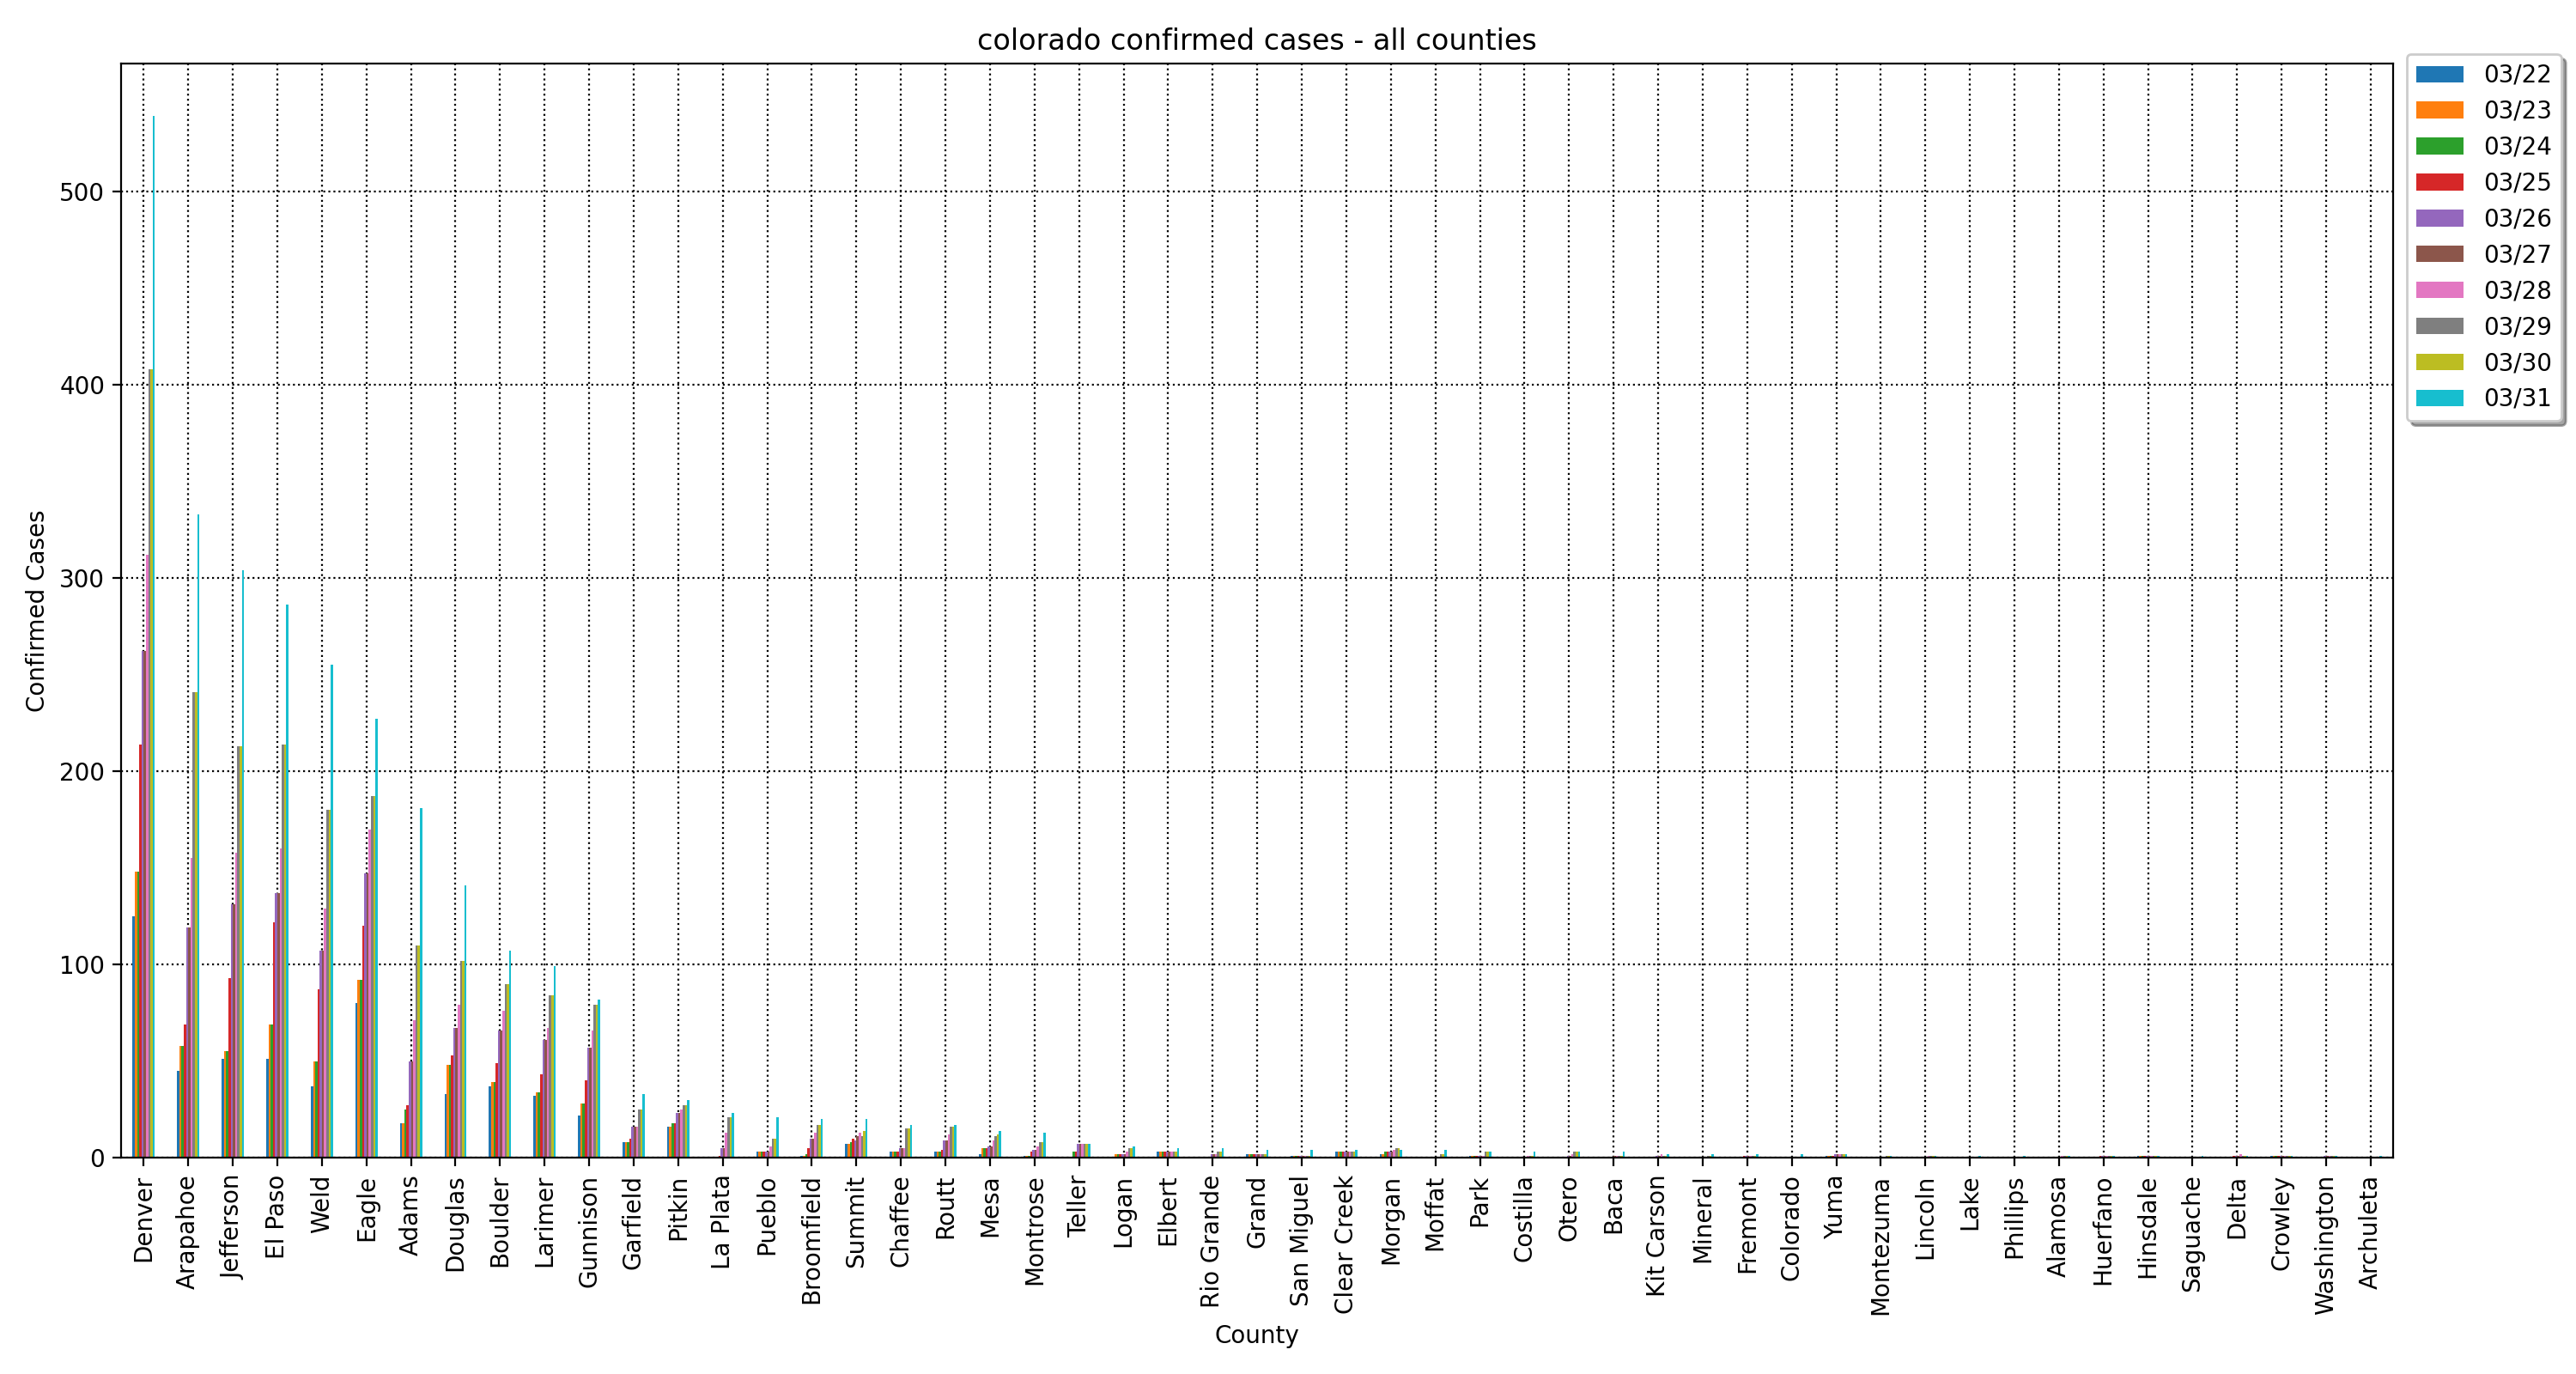 colorado confirmed cases - all counties
Confirmed Cases
500
400
300
200
100
0
03/22
03/23
03/24
03/25
03/26
03/27
03/28
03/29
03/30
03/31
Denver
Arapahoe
Jefferson
El Paso
Weld
Eagle
Adams
Douglas
Boulder
Larimer
Gunnison
Garfield
Pitkin
La Plata
Pueblo
Broomfield
Summit
Chaffee
Routt
Mesa
Montrose
Teller
Logan
Elbert
Rio Grande
Grand
San Miguel
Clear Creek
Morgan
Moffat
Park
Costilla
Otero
Baca
Kit Carson
Mineral
Fremont
Colorado
Yuma
Montezuma
Lincoln
Lake
Phillips
Alamosa
Huerfano
Hinsdale
Saguache
Delta
Crowley
Washington
Archuleta
County